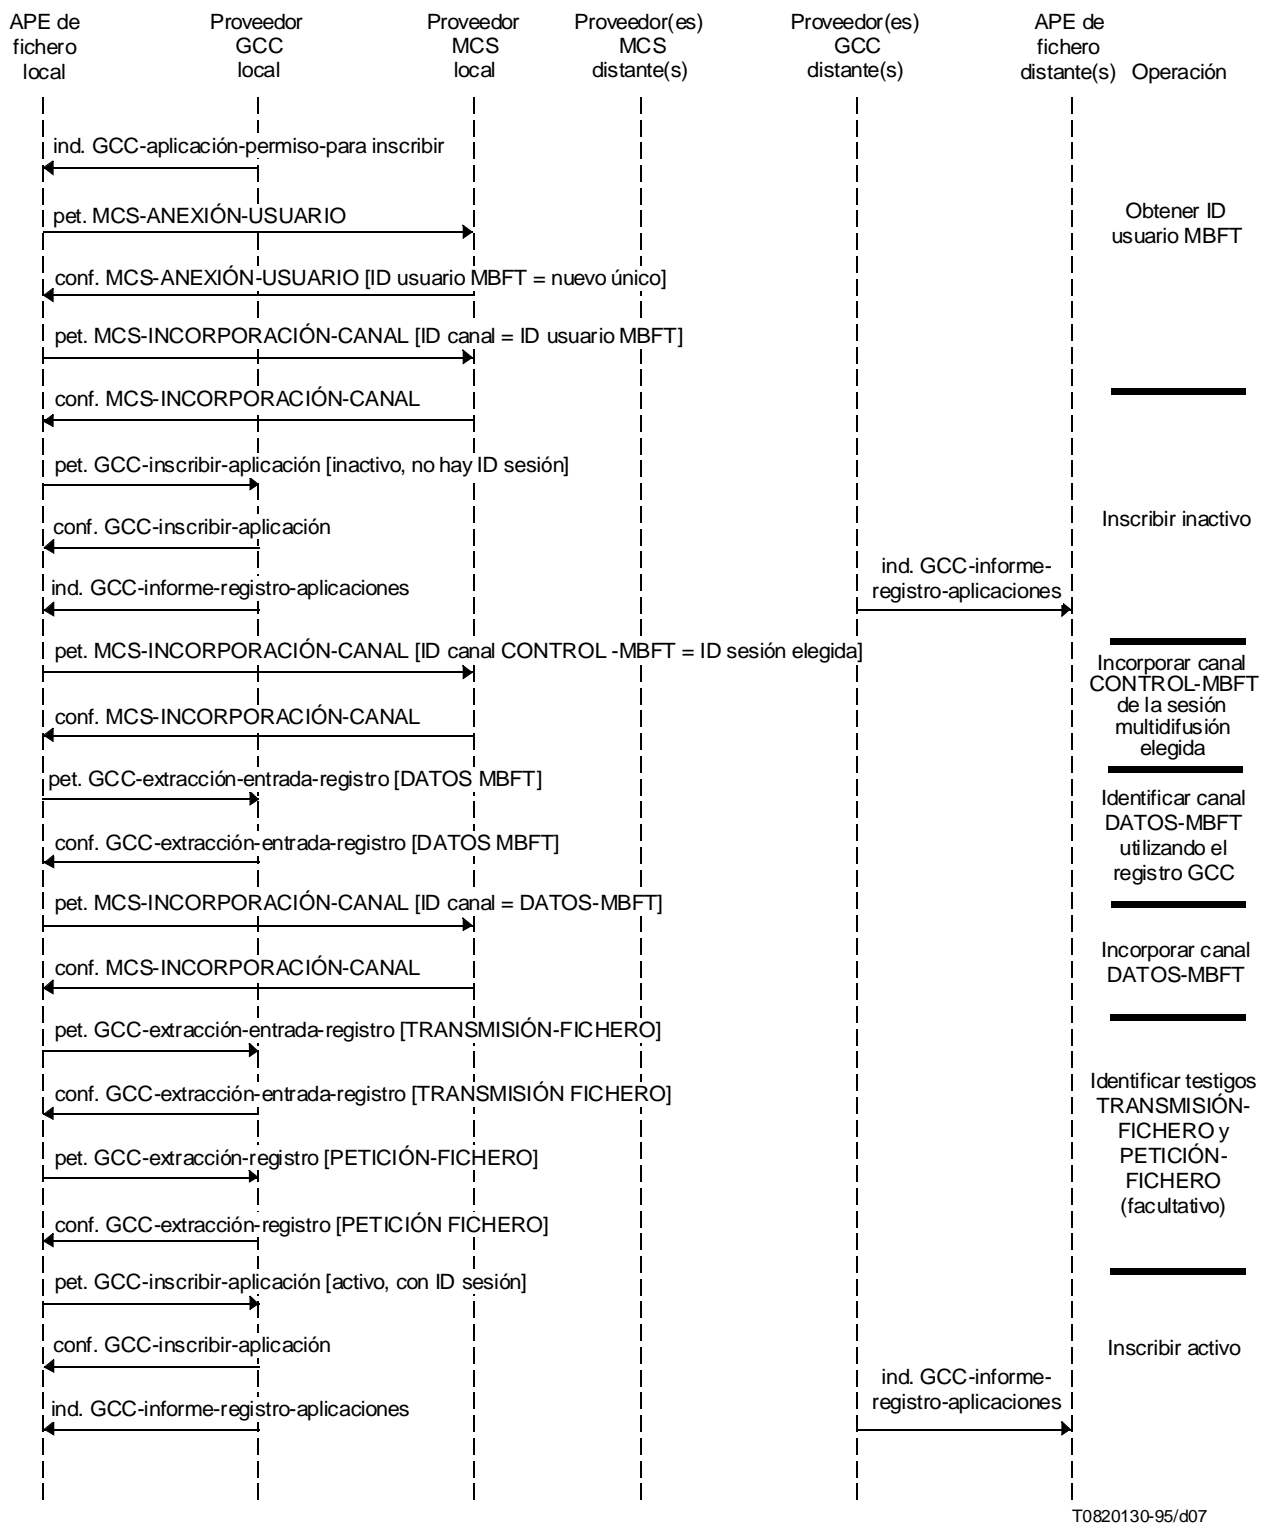 APE de
fichero
local
Proveedor
GCC
local
Proveedor
MCS
local
Proveedor(es)
MCS
distante(s)
Proveedor(es)
GCC
distante(s)
APE de
fichero
distante(s)
Operación
ind. GCC-aplicación-permiso-para inscribir
pet. MCS-ANEXIÓN-USUARIO
Obtener ID
usuario MBFT
conf. MCS-ANEXIÓN-USUARIO [ID usuario MBFT = nuevo único]
pet. MCS-INCORPORACIÓN-CANAL [ID canal = ID usuario MBFT]
conf. MCS-INCORPORACIÓN-CANAL
pet. GCC-inscribir-aplicación [inactivo, no hay ID sesión]
conf. GCC-inscribir-aplicación
Inscribir inactivo
ind. GCC-informe-registro-aplicaciones
ind. GCC-informe-
registro-aplicaciones
pet. MCS-INCORPORACIÓN-CANAL [ID canal CONTROL -MBFT = ID sesión elegida]
conf. MCS-INCORPORACIÓN-CANAL
Incorporar canal
CONTROL-MBFT
de la sesión
multidifusión
elegida
pet. GCC-extracción-entrada-registro [DATOS MBFT]
conf. GCC-extracción-entrada-registro [DATOS MBFT]
Identificar canal
DATOS-MBFT
utilizando el
registro GCC
pet. MCS-INCORPORACIÓN-CANAL [ID canal = DATOS-MBFT]
conf. MCS-INCORPORACIÓN-CANAL
Incorporar canal
DATOS-MBFT
pet. GCC-extracción-entrada-registro [TRANSMISIÓN-FICHERO]
conf. GCC-extracción-entrada-registro [TRANSMISIÓN FICHERO]
pet. GCC-extracción-registro [PETICIÓN-FICHERO]
conf. GCC-extracción-registro [PETICIÓN FICHERO]
Identificar testigos
TRANSMISIÓN-
FICHERO y
PETICIÓN-
FICHERO
(facultativo)
pet. GCC-inscribir-aplicación [activo, con ID sesión]
conf. GCC-inscribir-aplicación
Inscribir activo
ind. GCC-informe-registro-aplicaciones
ind. GCC-informe-
registro-aplicaciones
T0820130-95/d07